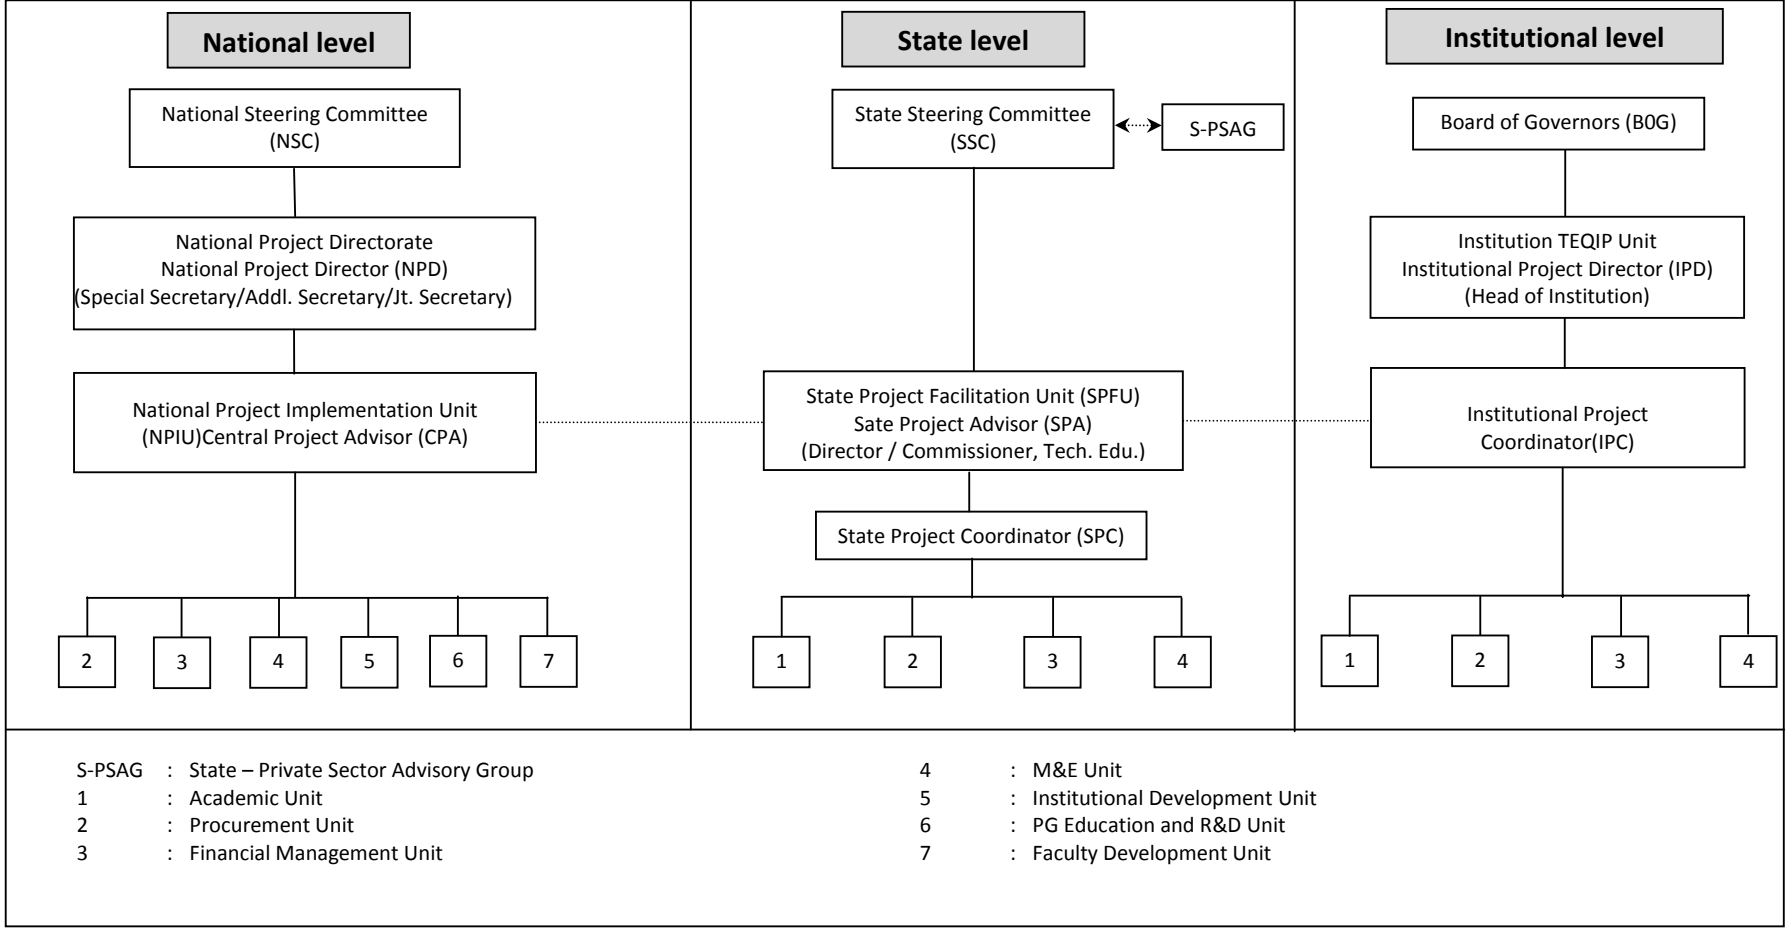 National level
National Steering Committee
(NSC)
National Project Directorate
National Project Director (NPD)
(Special Secretary/Addl. Secretary/Jt. Secretary)
National Project Implementation Unit
(NPIU)Central Project Advisor (CPA)
2 3 4 5 6 7
State level
State Steering Committee
(SSC)
S-PSAG
State Project Facilitation Unit (SPFU)
Sate Project Advisor (SPA)
(Director / Commissioner, Tech. Edu.)
State Project Coordinator (SPC)
1 2 3 4
Institutional level
Board of Governors (B0G)
Institution TEQIP Unit
Institutional Project Director (IPD)
(Head of Institution)
Institutional Project
Coordinator(IPC)
1 2 3 4
S-PSAG : State – Private Sector Advisory Group
1 : Academic Unit
2 : Procurement Unit
3 : Financial Management Unit
4 : M&E Unit
5 : Institutional Development Unit
6 : PG Education and R&D Unit
7 : Faculty Development Unit